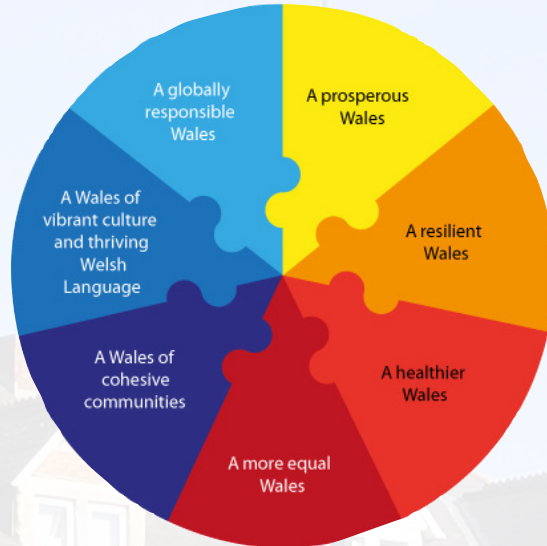 A globally
responsible
Wales
A prosperous
Wales
A resilient
Wales
A healthier
Wales
A more equal
Wales
A Wales of
cohesive
communities
A Wales of
vibrant culture
and thriving
Welsh
Language